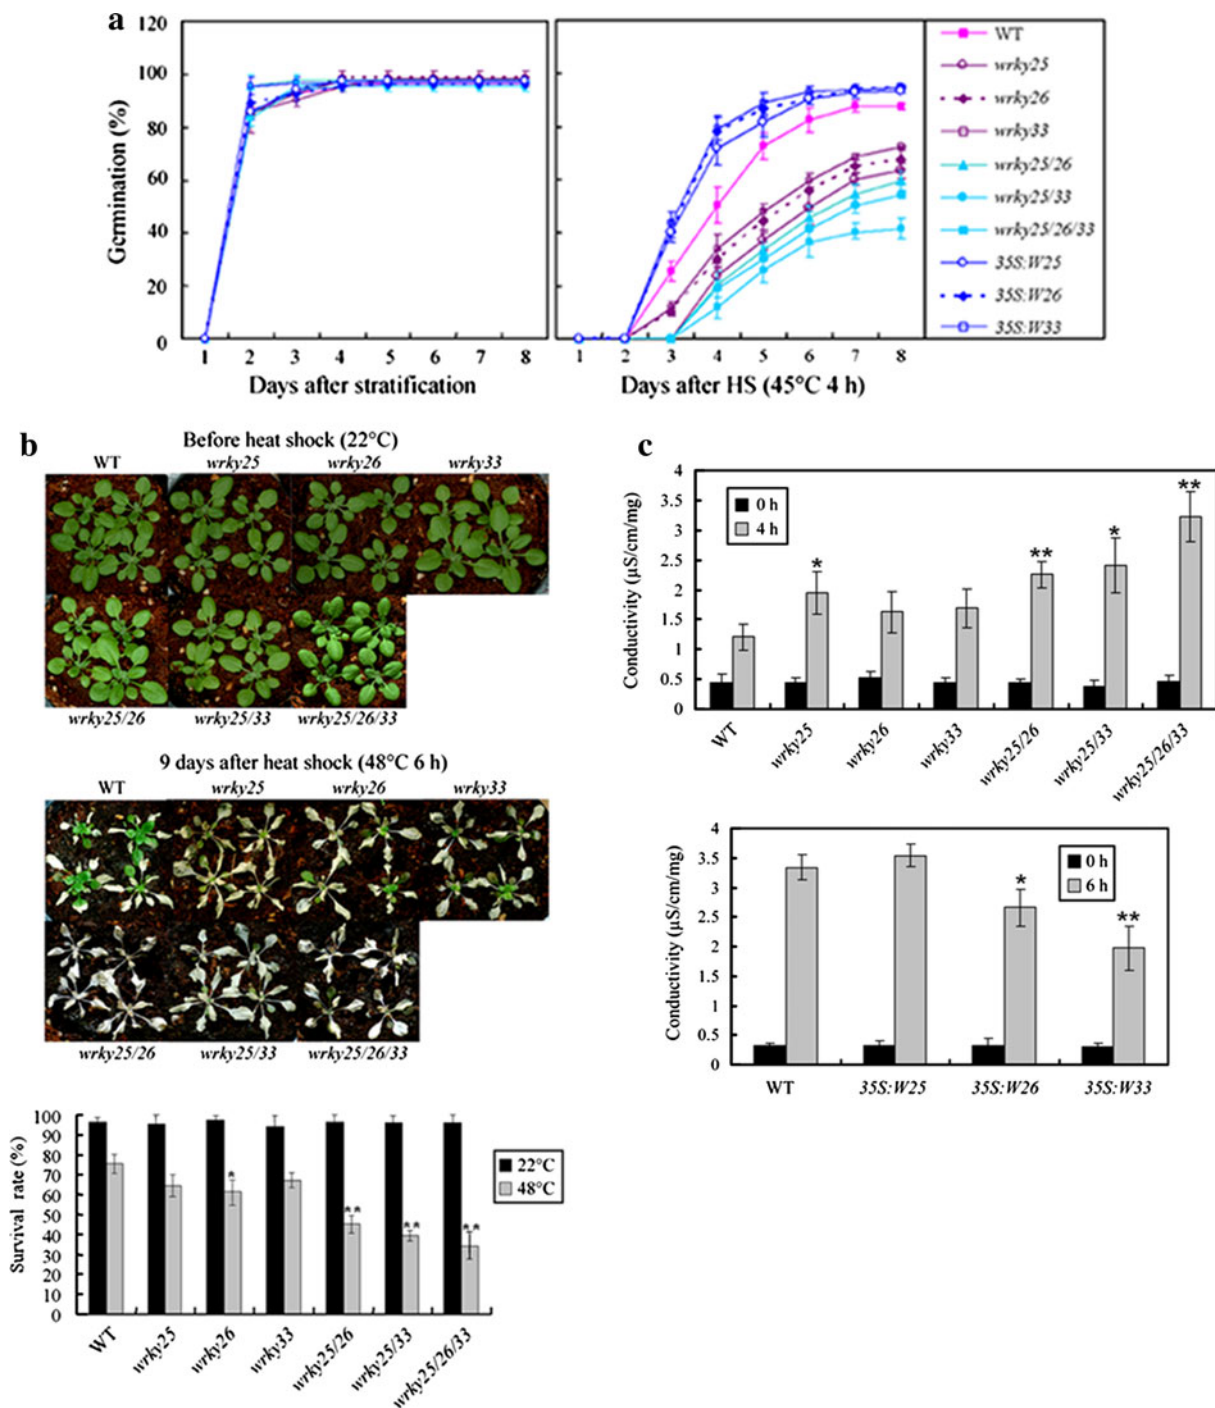 a
120
100
80
60
40
20
0
Germination (%)
1 2 3 4 5 6 7 8
Days after stratification
1 2 3 4 5 6 7 8
Days after HS (45°C 4 h)
WT
wrky25
wrky26
wrky33
wrky25/26
wrky25/33
wrky25/26/33
35S:W25
35S:W26
35S:W33
b
Before heat shock (22°C)
WT wrky25 wrky26 wrky33
wrky25/26 wrky25/33 wrky25/26/33
9 days after heat shock (48°C 6 h)
WT wrky25 wrky26 wrky33
wrky25/26 wrky25/33 wrky25/26/33
100
90
80
70
60
50
40
30
20
10
0
Survival rate (%)
* ** ** **
22°C
48°C
WT wrky25 wrky26 wrky33 wrky25/26 wrky25/33 wrky25/26/33
c
4
3.5
3
2.5
2
1.5
1
0.5
0
Conductivity (µS/cm/mg)
0 h
4 h
* ** * **
WT wrky25 wrky26 wrky33 wrky25/26 wrky25/33 wrky25/26/33
4
3.5
3
2.5
2
1.5
1
0.5
0
Conductivity (µS/cm/mg)
0 h
6 h
* **
WT 35S:W25 35S:W26 35S:W33